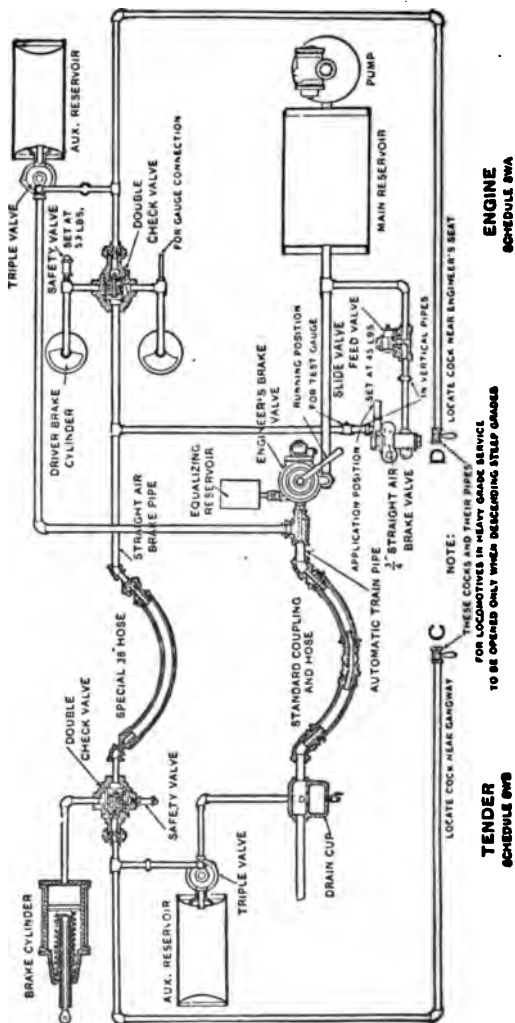 AUX. RESERVOIR
TRIPLE VALVE
SAFETY VALVE
SET AT
53 LBS.
DOUBLE
CHECK VALVE
FOR GAUGE CONNECTION
DRIVER BRAKE
CYLINDER
PUMP
MAIN RESERVOIR
ENGINEER'S BRAKE
VALVE
EQUALIZING
RESERVOIR
RUNNING POSITION
FOR TEST GAUGE
SLIDE VALVE
FEED VALVE
SET AT 45 LBS.
IN VERTICAL PIPES
APPLICATION POSITION
3/4" STRAIGHT AIR
BRAKE VALVE
STRAIGHT AIR
BRAKE PIPE
AUTOMATIC TRAIN PIPE
SPECIAL 38" HOSE
STANDARD COUPLING
AND HOSE
DOUBLE
CHECK VALVE
SAFETY VALVE
BRAKE CYLINDER
AUX. RESERVOIR
TRIPLE VALVE
DRAIN CUP
LOCATE COCK NEAR GANGWAY
C
D
LOCATE COCK NEAR ENGINEER'S SEAT
NOTE:
THESE COCKS AND THEIR PIPES
FOR LOCOMOTIVES IN HEAVY GRADE SERVICE
TO BE OPENED ONLY WHEN DESCENDING STEEP GRADES
TENDER
SCHEDULE SWB
ENGINE
SCHEDULE SWA